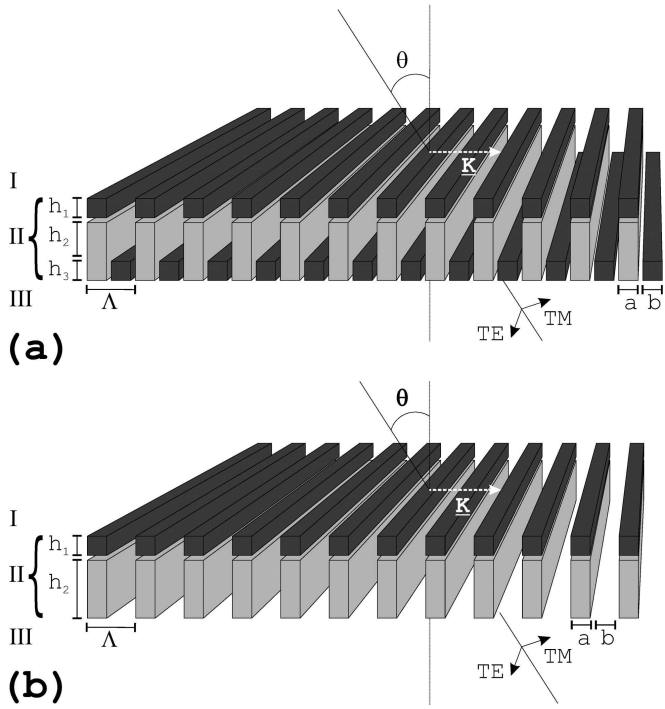 θ
K
I
h1
II
h2
h3
III
Λ
a b
TE TM
(a)
θ
K
I
h1
II
h2
III
Λ
a b
TE TM
(b)